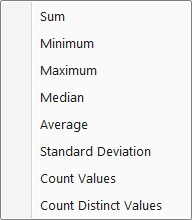 Sum
Minimum
Maximum
Median
Average
Standard Deviation
Count Values
Count Distinct Values